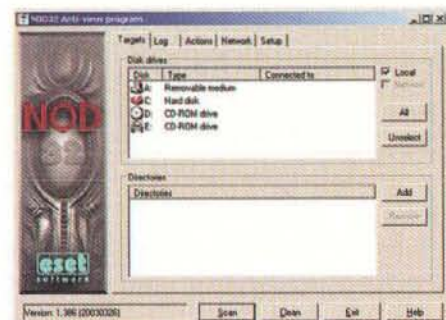 NOD32 Anti-virus program
Targets Log Actions Network Setup
Disk drives
Disk Type Connected to
A: Removable medium
C: Hard disk
D: CD-ROM drive
E: CD-ROM drive
Local
Network
All
Unselect
Directories
Directories
Add
Remove
NOD
eset
software
Version: 1.386 (20030326)
Scan
Clean
Exit
Help